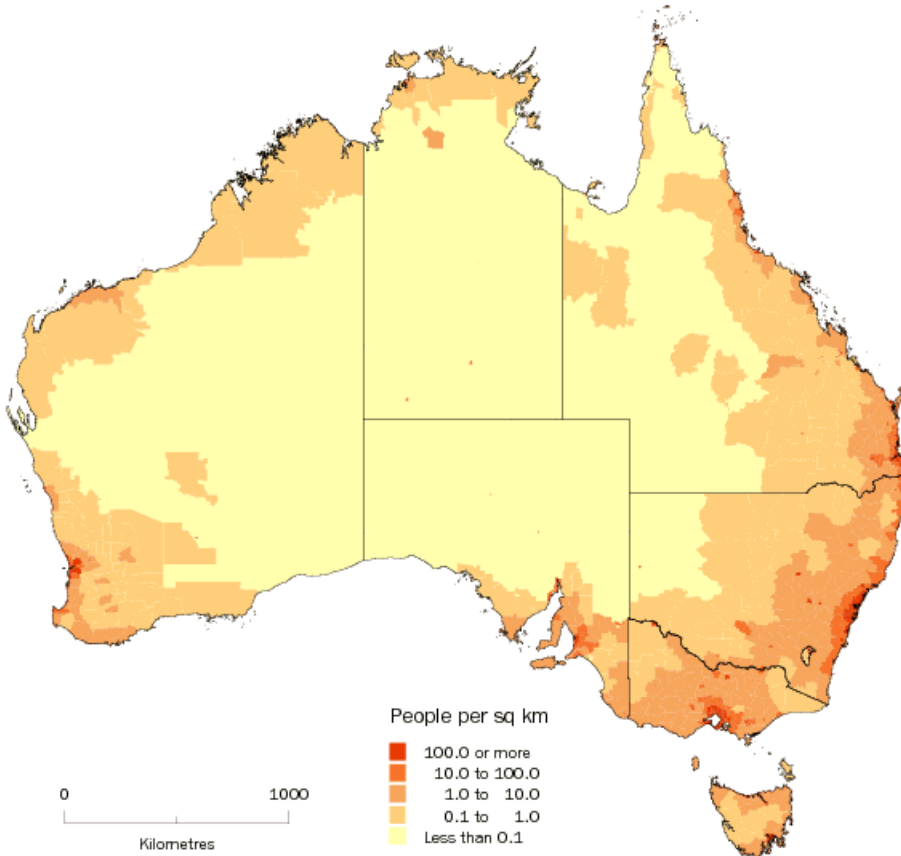 People per sq km
100.0 or more
10.0 to 100.0
1.0 to 10.0
0.1 to 1.0
Less than 0.1
0 1000
Kilometres